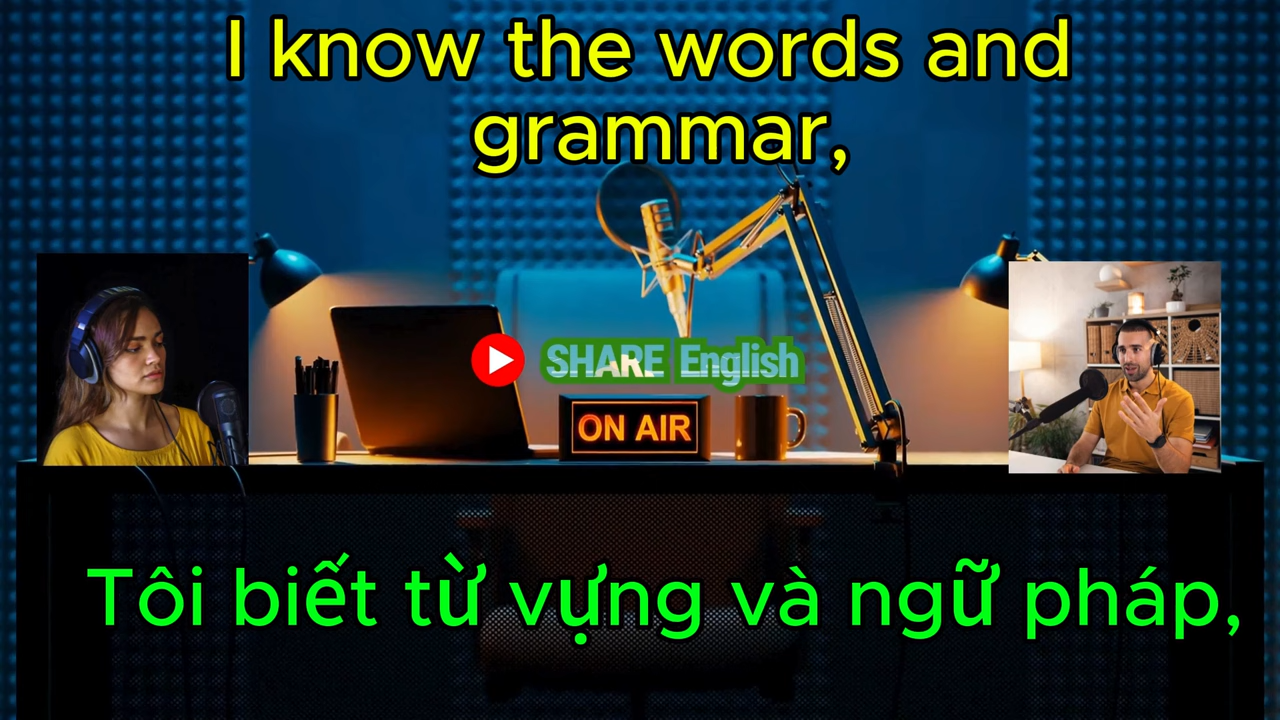 I know the words and
grammar,
SHARE English
ON AIR
Tôi biết từ vựng và ngữ pháp,